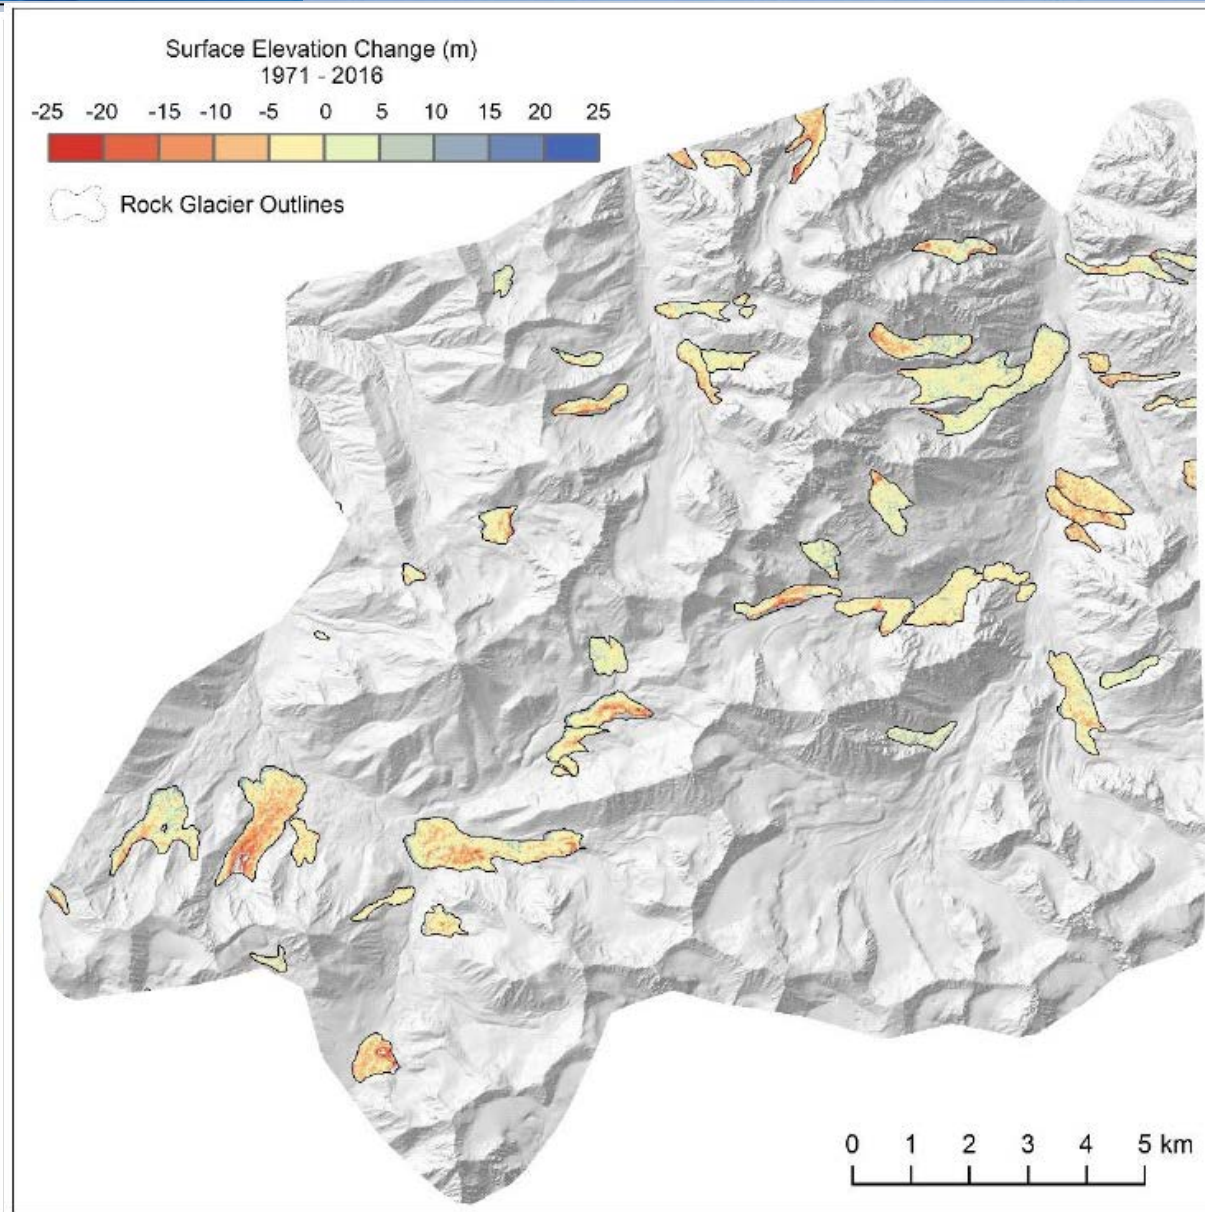 Surface Elevation Change (m)
1971 - 2016
-25 -20 -15 -10 -5 0 5 10 15 20 25
Rock Glacier Outlines
0 1 2 3 4 5 km